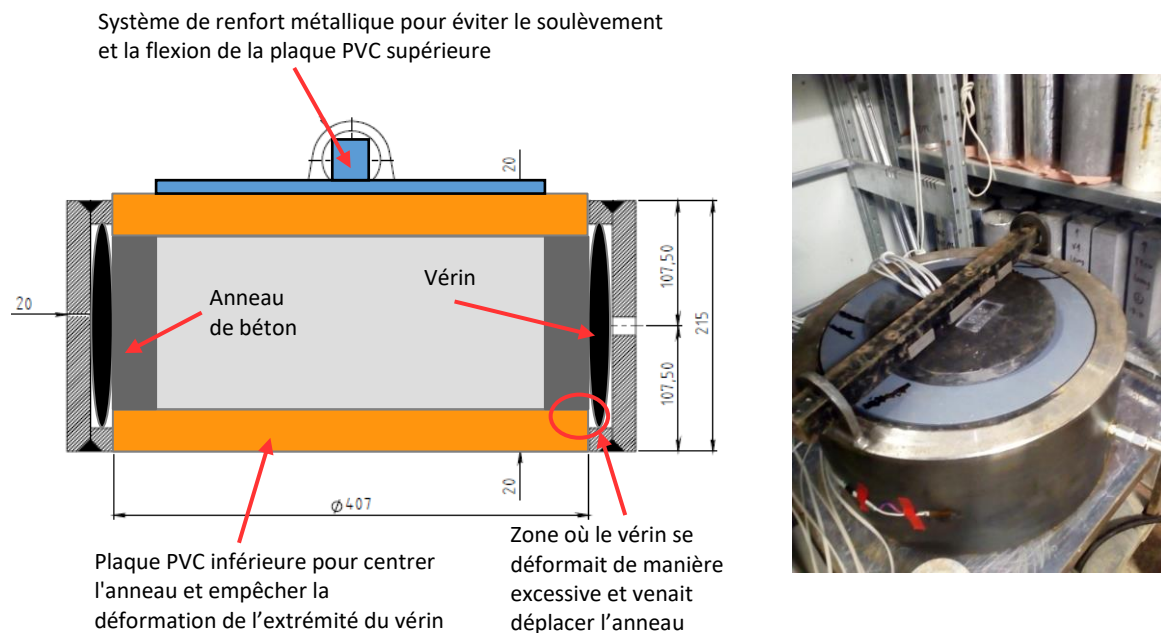 Système de renfort métallique pour éviter le soulèvement
et la flexion de la plaque PVC supérieure
20
20
Anneau
de béton
Vérin
107,50
107,50
215
20
ϕ407
Plaque PVC inférieure pour centrer
l'anneau et empêcher la
déformation de l'extrémité du vérin
Zone où le vérin se
déformait de manière
excessive et venait
déplacer l'anneau